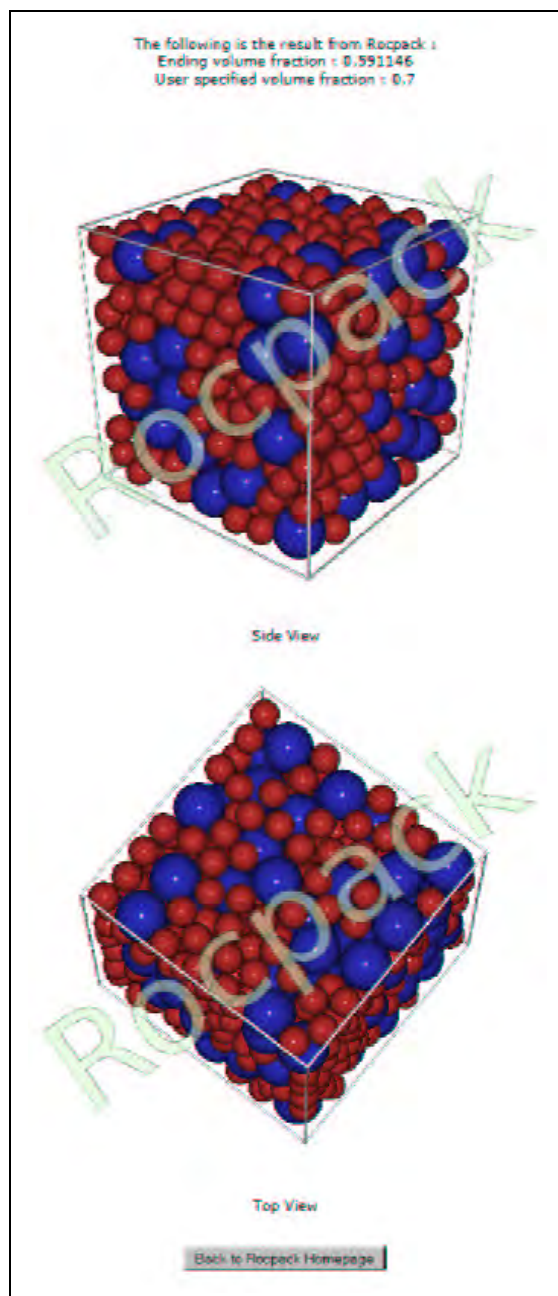 The following is the result from Rocpack :
Ending volume fraction : 0.591146
User specified volume fraction : 0.7
Rocpack
Side View
Rocpack
Top View
Back to Rocpack Homepage